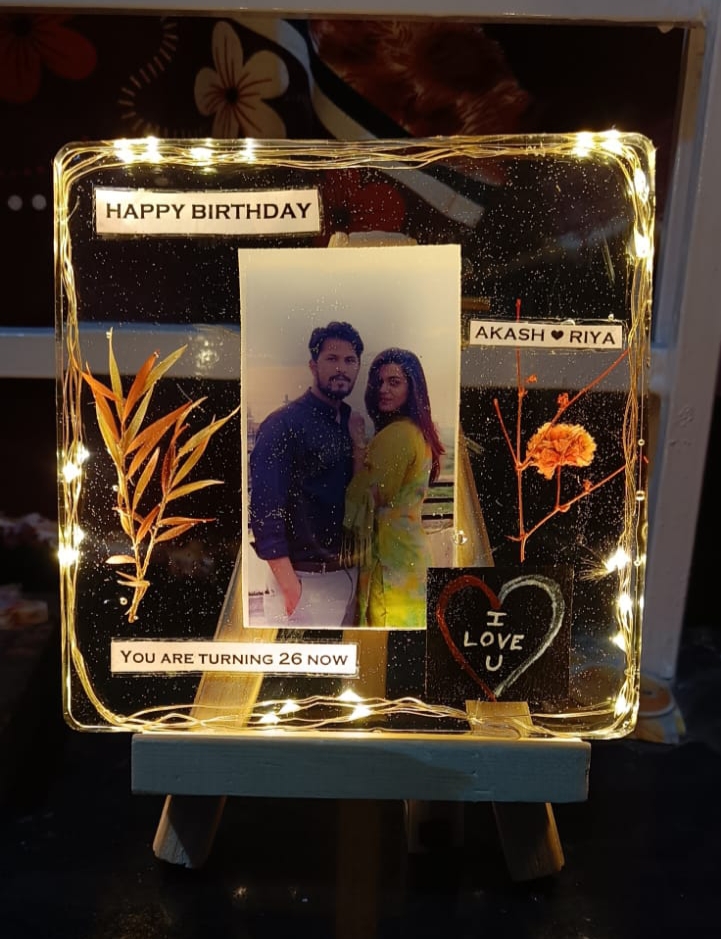 HAPPY BIRTHDAY
AKASH ❤ RIYA
I
LOVE
U
YOU ARE TURNING 26 NOW